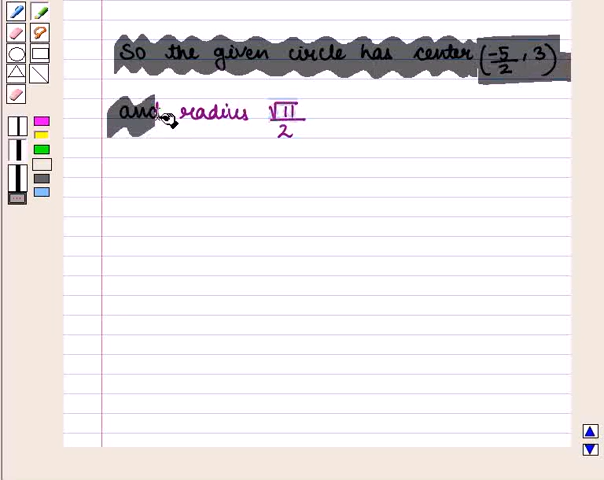 So the given circle has center (-5/2, 3)
and radius √11/2